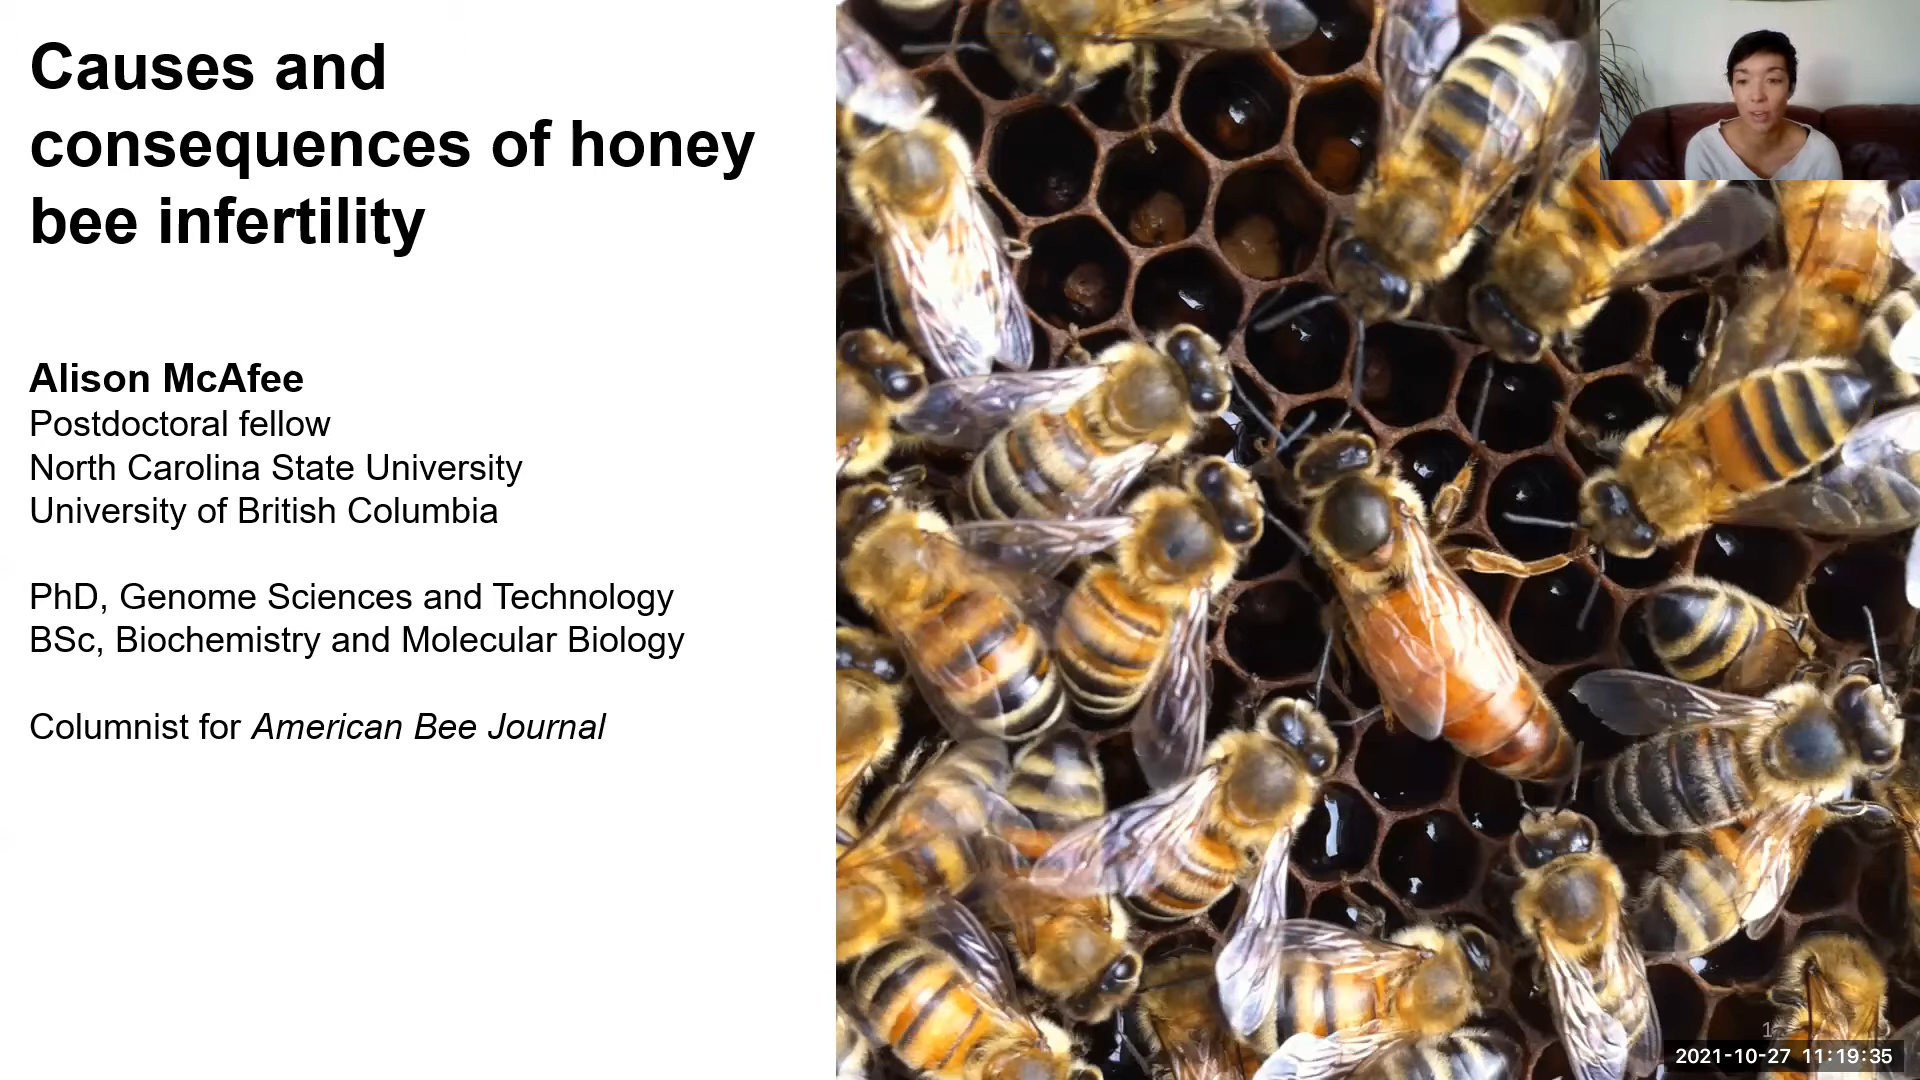 Causes and
consequences of honey
bee infertility
Alison McAfee
Postdoctoral fellow
North Carolina State University
University of British Columbia
PhD, Genome Sciences and Technology
BSc, Biochemistry and Molecular Biology
Columnist for American Bee Journal
1
2021-10-27 11:19:35